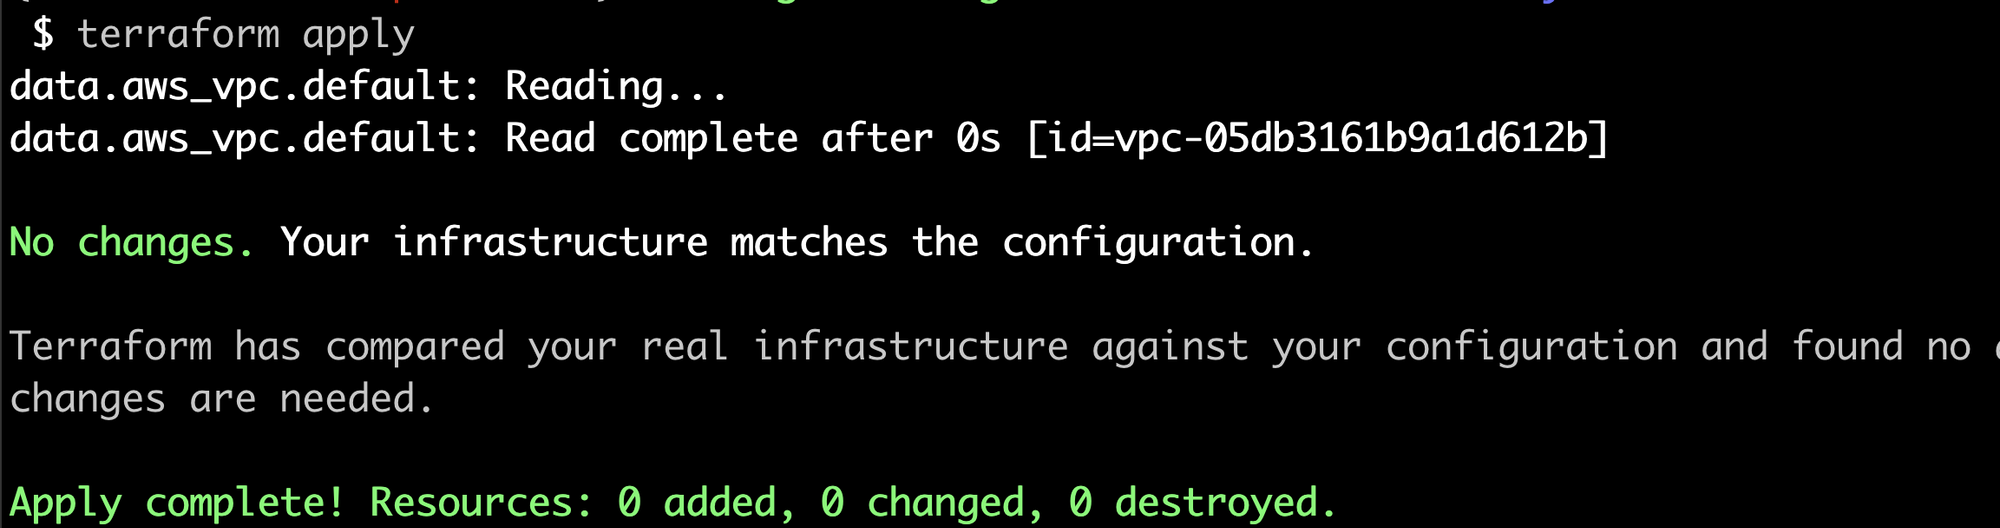 $ terraform apply
data.aws_vpc.default: Reading...
data.aws_vpc.default: Read complete after 0s [id=vpc-05db3161b9a1d612b]
No changes. Your infrastructure matches the configuration.
Terraform has compared your real infrastructure against your configuration and found no
changes are needed.
Apply complete! Resources: 0 added, 0 changed, 0 destroyed.